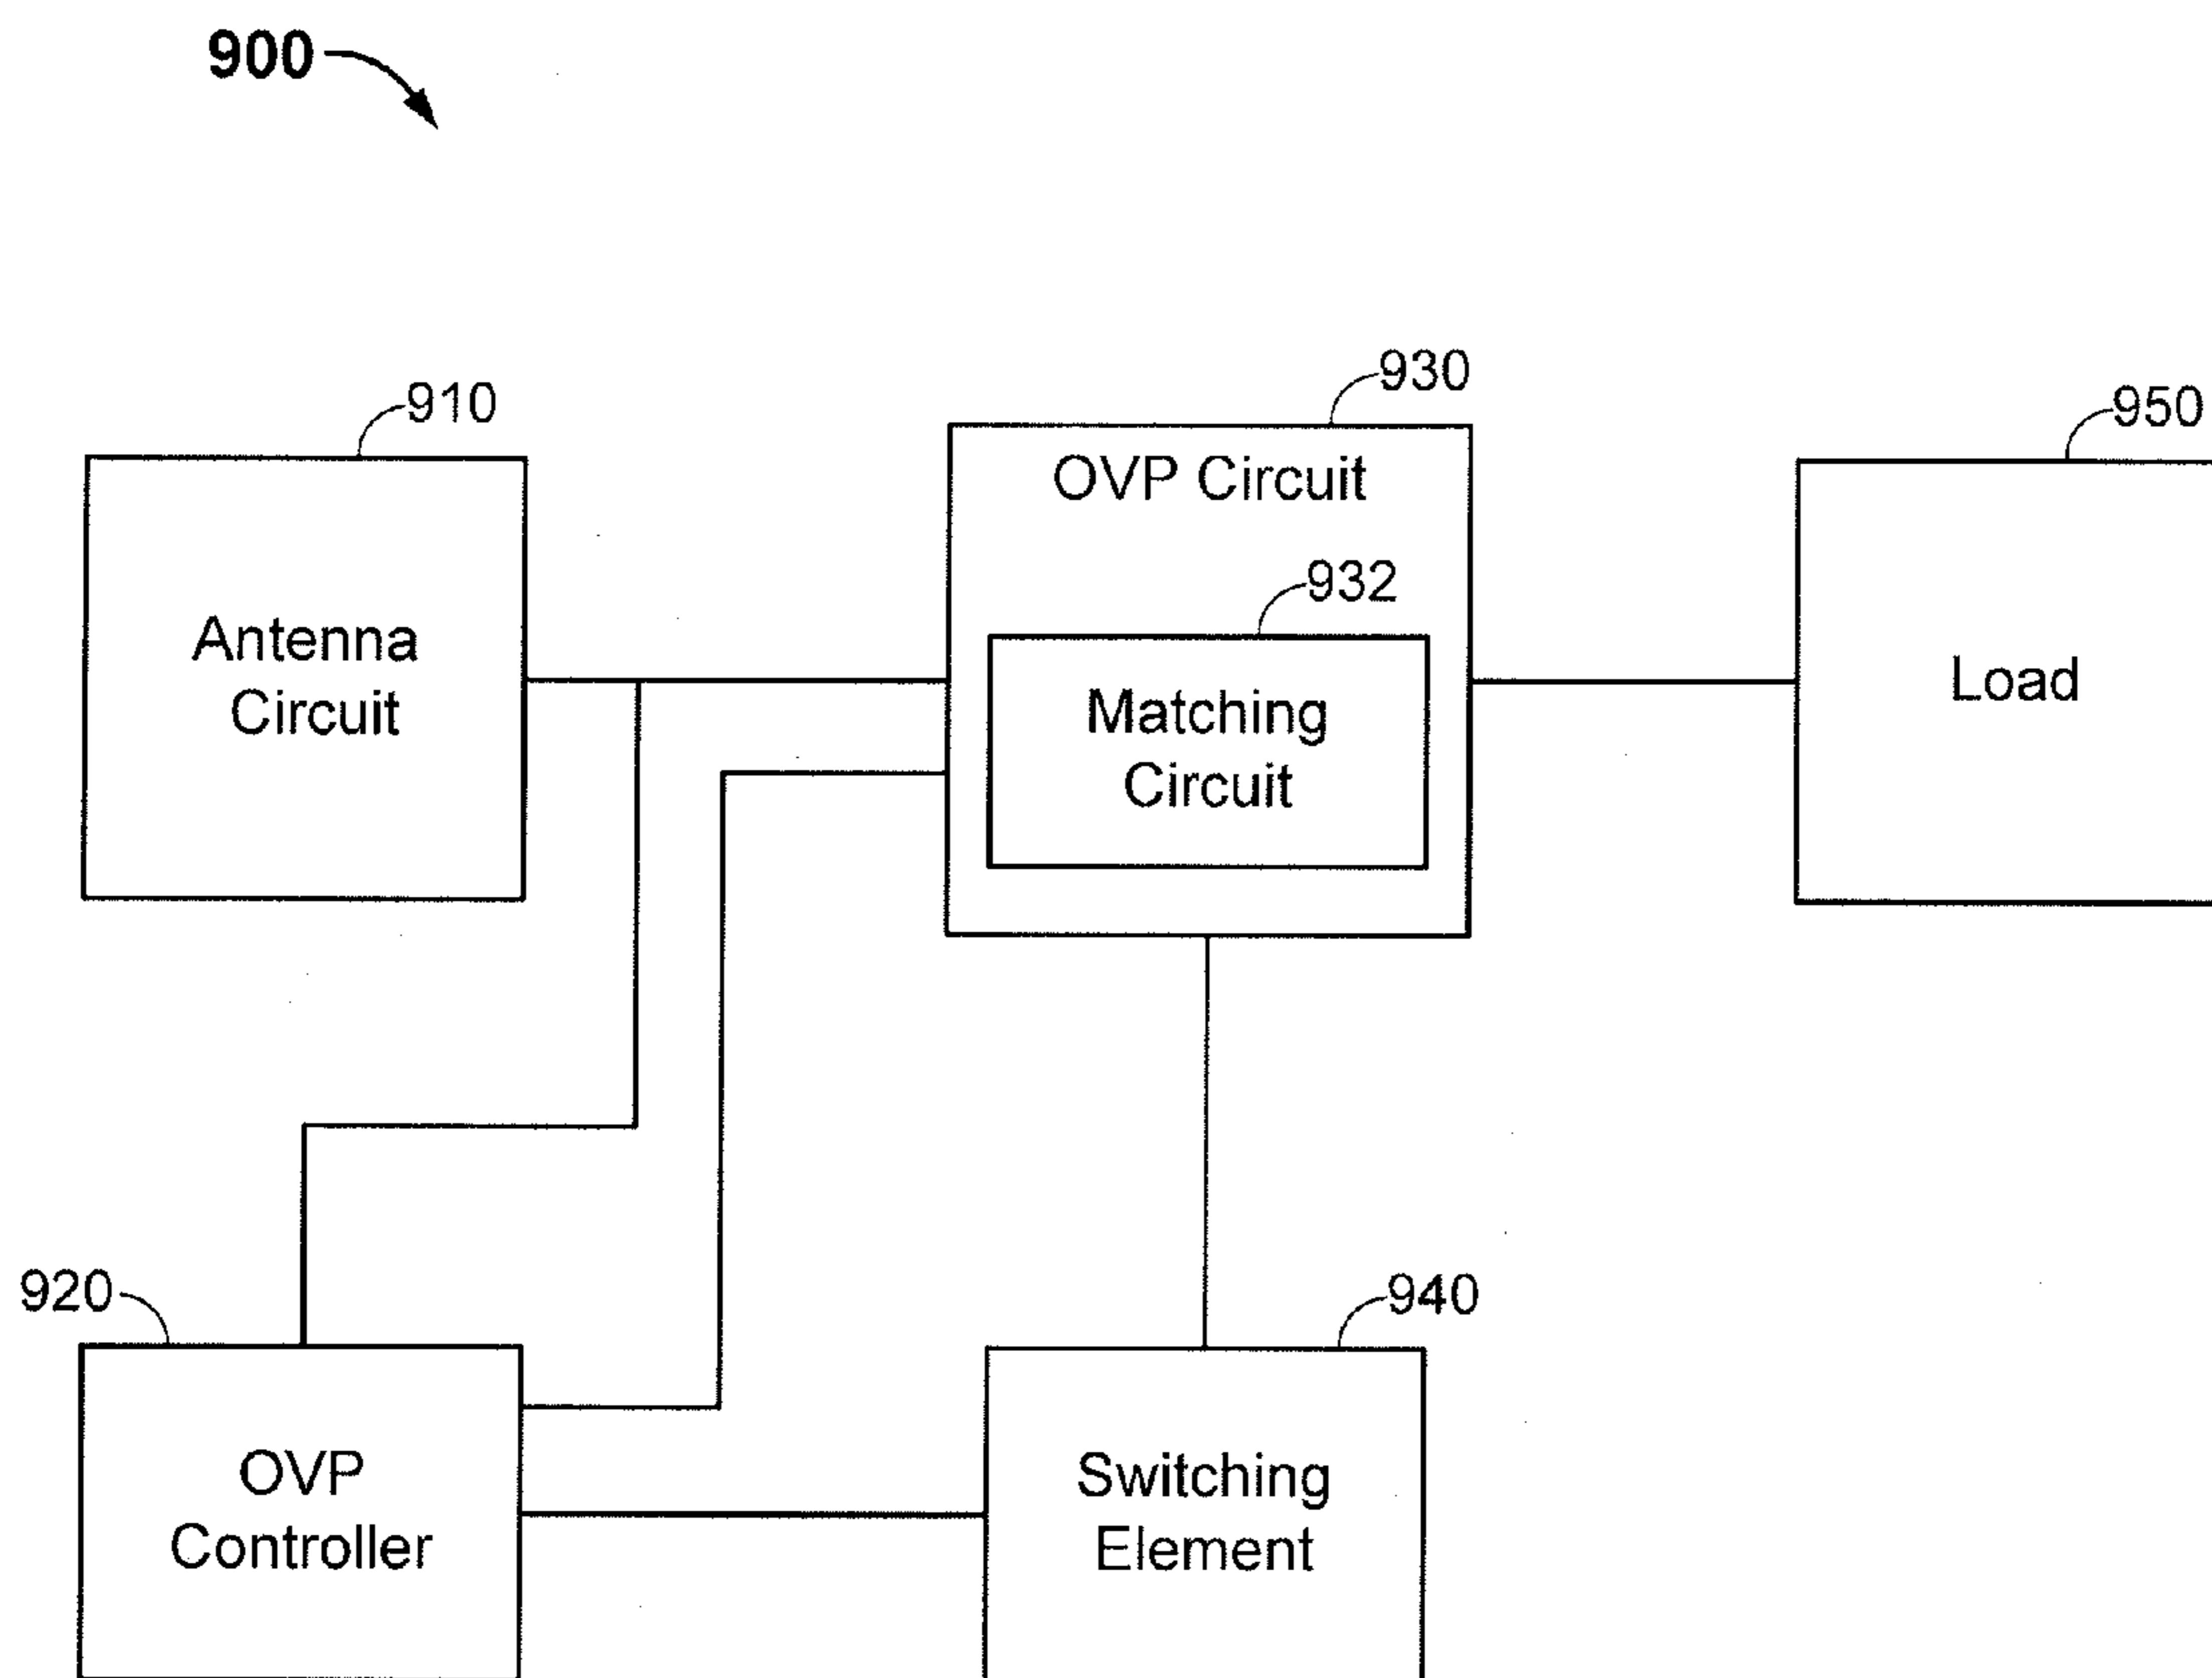 900
910
930
950
OVP Circuit
932
Antenna
Circuit
Matching
Circuit
Load
920
940
OVP
Controller
Switching
Element